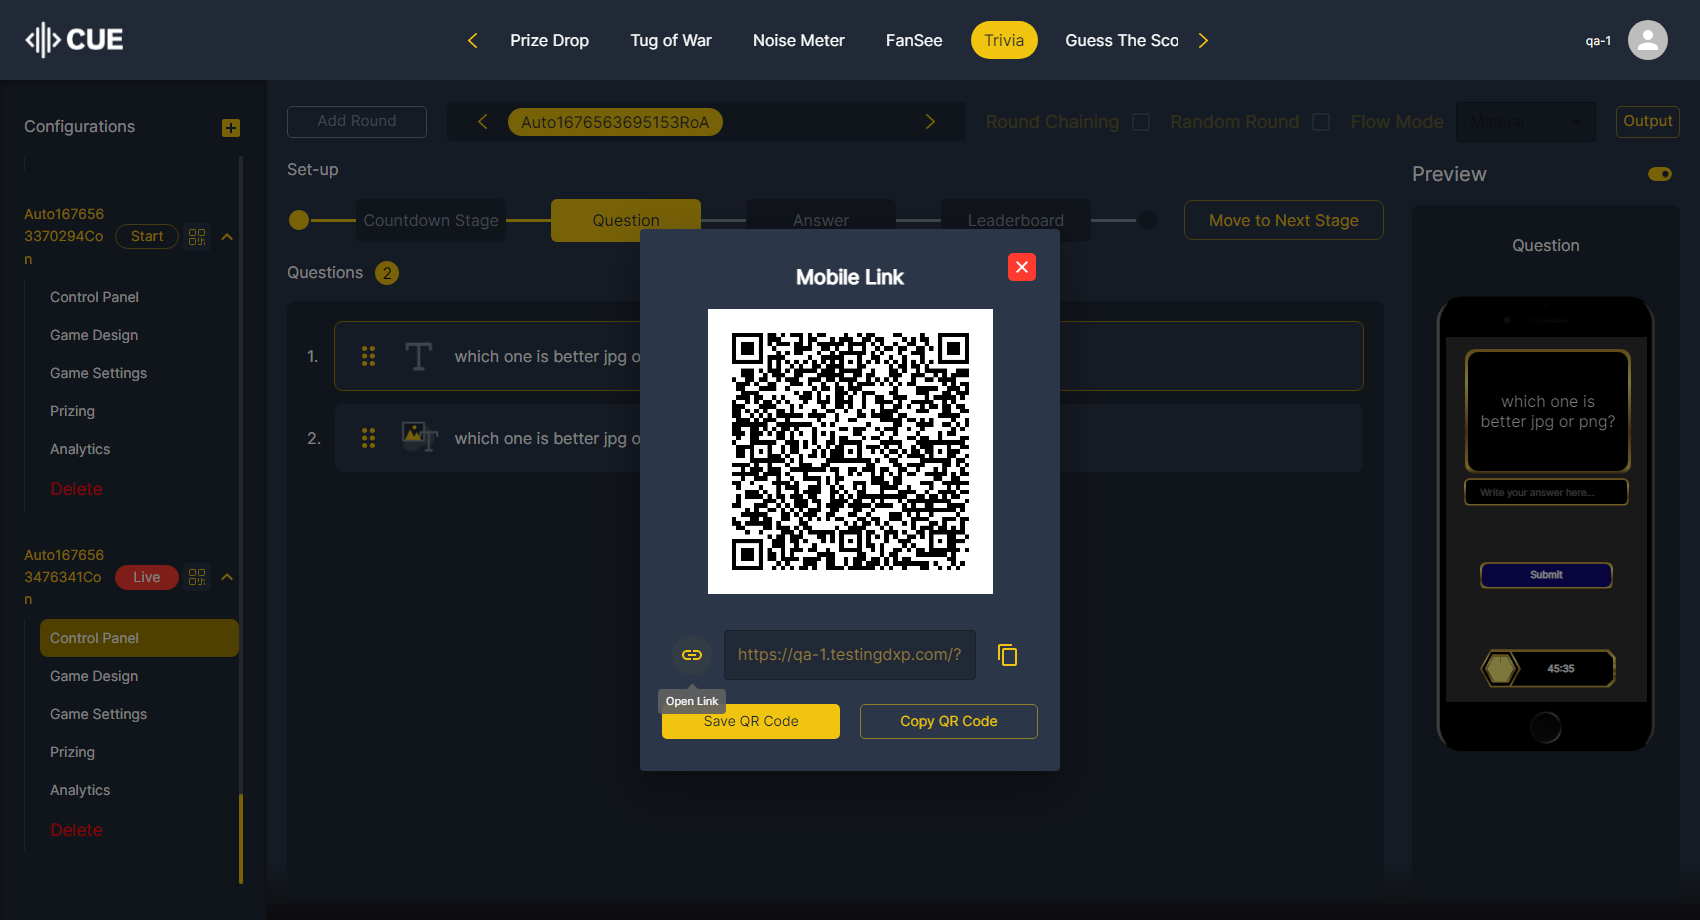 CUE
Prize Drop
Tug of War
Noise Meter
FanSee
Trivia
Guess The Sco
qa-1
Configurations
Add Round
Auto1676563695153RoA
Round Chaining
Random Round
Flow Mode
Manual
Output
Set-up
Preview
Auto167656
3370294Co
n
Start
Countdown Stage
Question
Answer
Leaderboard
Move to Next Stage
Question
Questions
2
Mobile Link
Control Panel
Game Design
Game Settings
Prizing
Analytics
Delete
1.
which one is better jpg o
2.
which one is better jpg o
which one is
better jpg or png?
Write your answer here...
Submit
45:35
Auto167656
3476341Co
n
Live
Control Panel
Game Design
Game Settings
Prizing
Analytics
Delete
https://qa-1.testingdxp.com/?
Open Link
Save QR Code
Copy QR Code